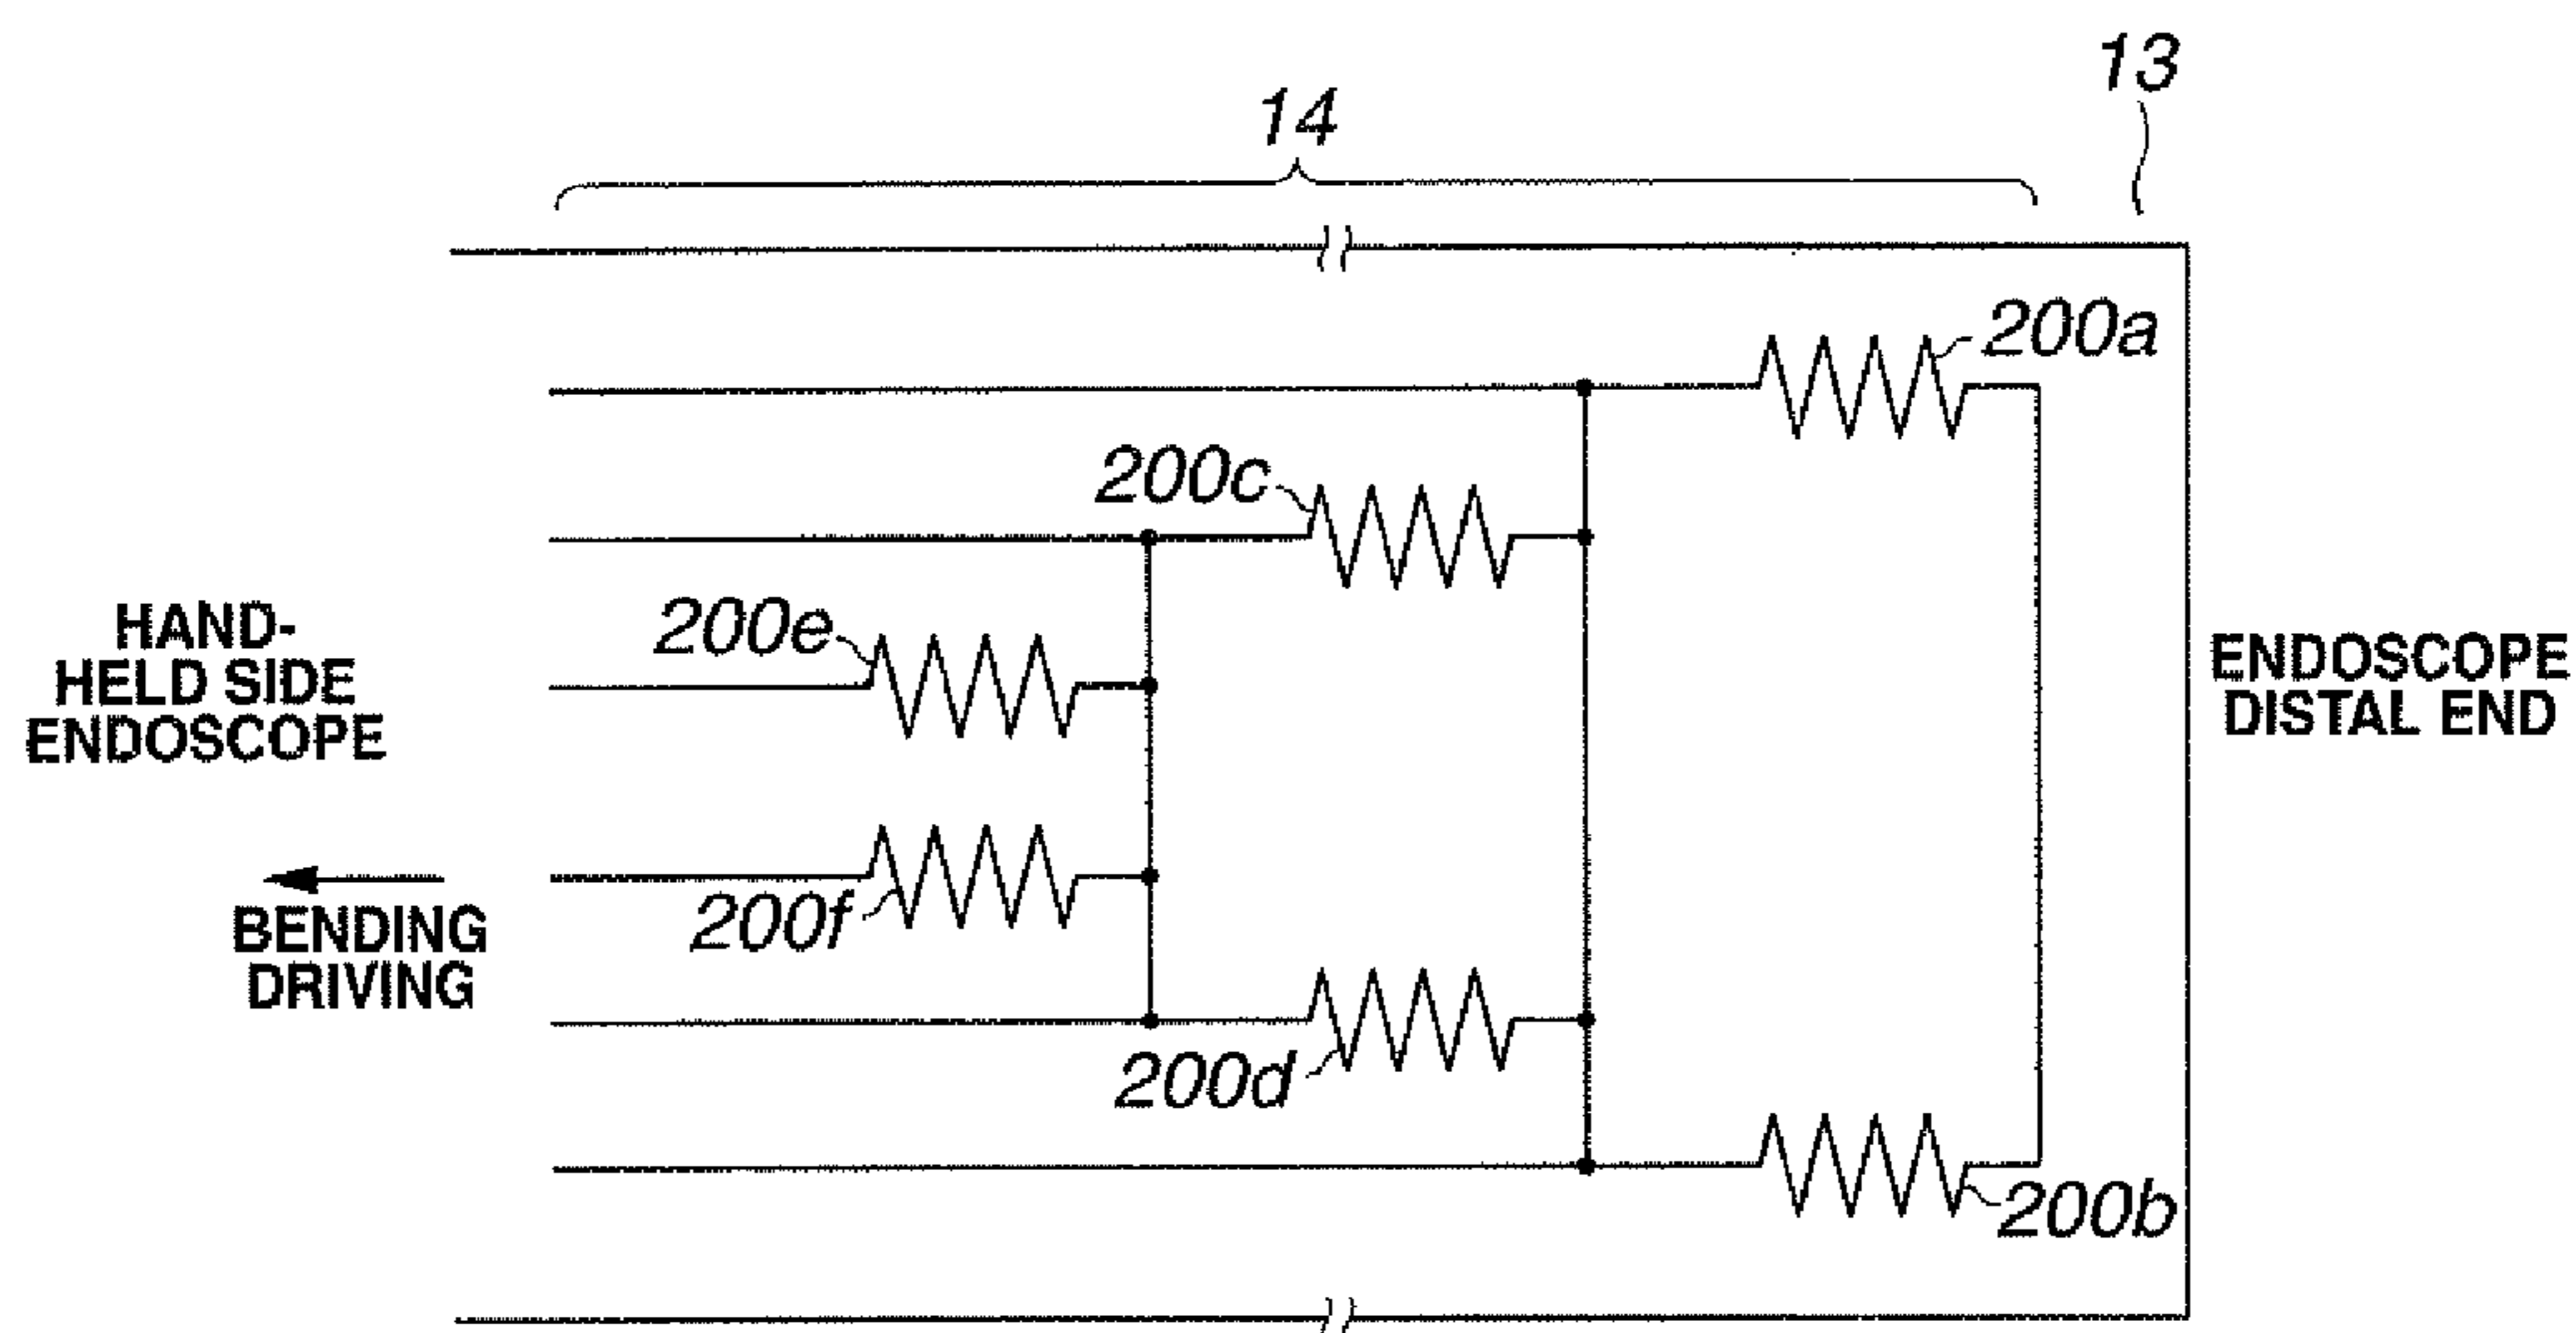 13
14
200a
200c
200e
HAND-
HELD SIDE
ENDOSCOPE
ENDOSCOPE
DISTAL END
200f
BENDING
DRIVING
200d
200b